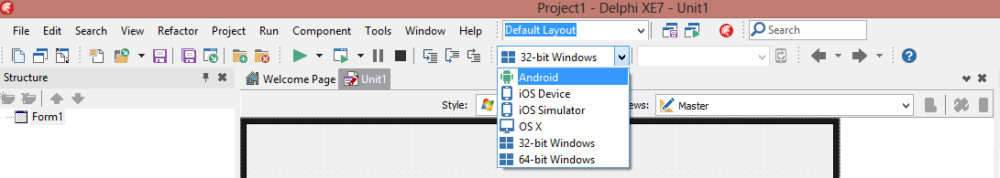 Project1 - Delphi XE7 - Unit1
File Edit Search View Refactor Project Run Component Tools Window Help Default Layout Search
32-bit Windows
Structure Welcome Page Unit1 Android
Style: iOS Device ews: Master
Form1 iOS Simulator
OS X
32-bit Windows
64-bit Windows